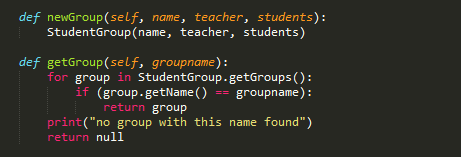 def newGroup(self, name, teacher, students):
    StudentGroup(name, teacher, students)
def getGroup(self, groupname):
    for group in StudentGroup.getGroups():
        if (group.getName() == groupname):
            return group
    print("no group with this name found")
    return null